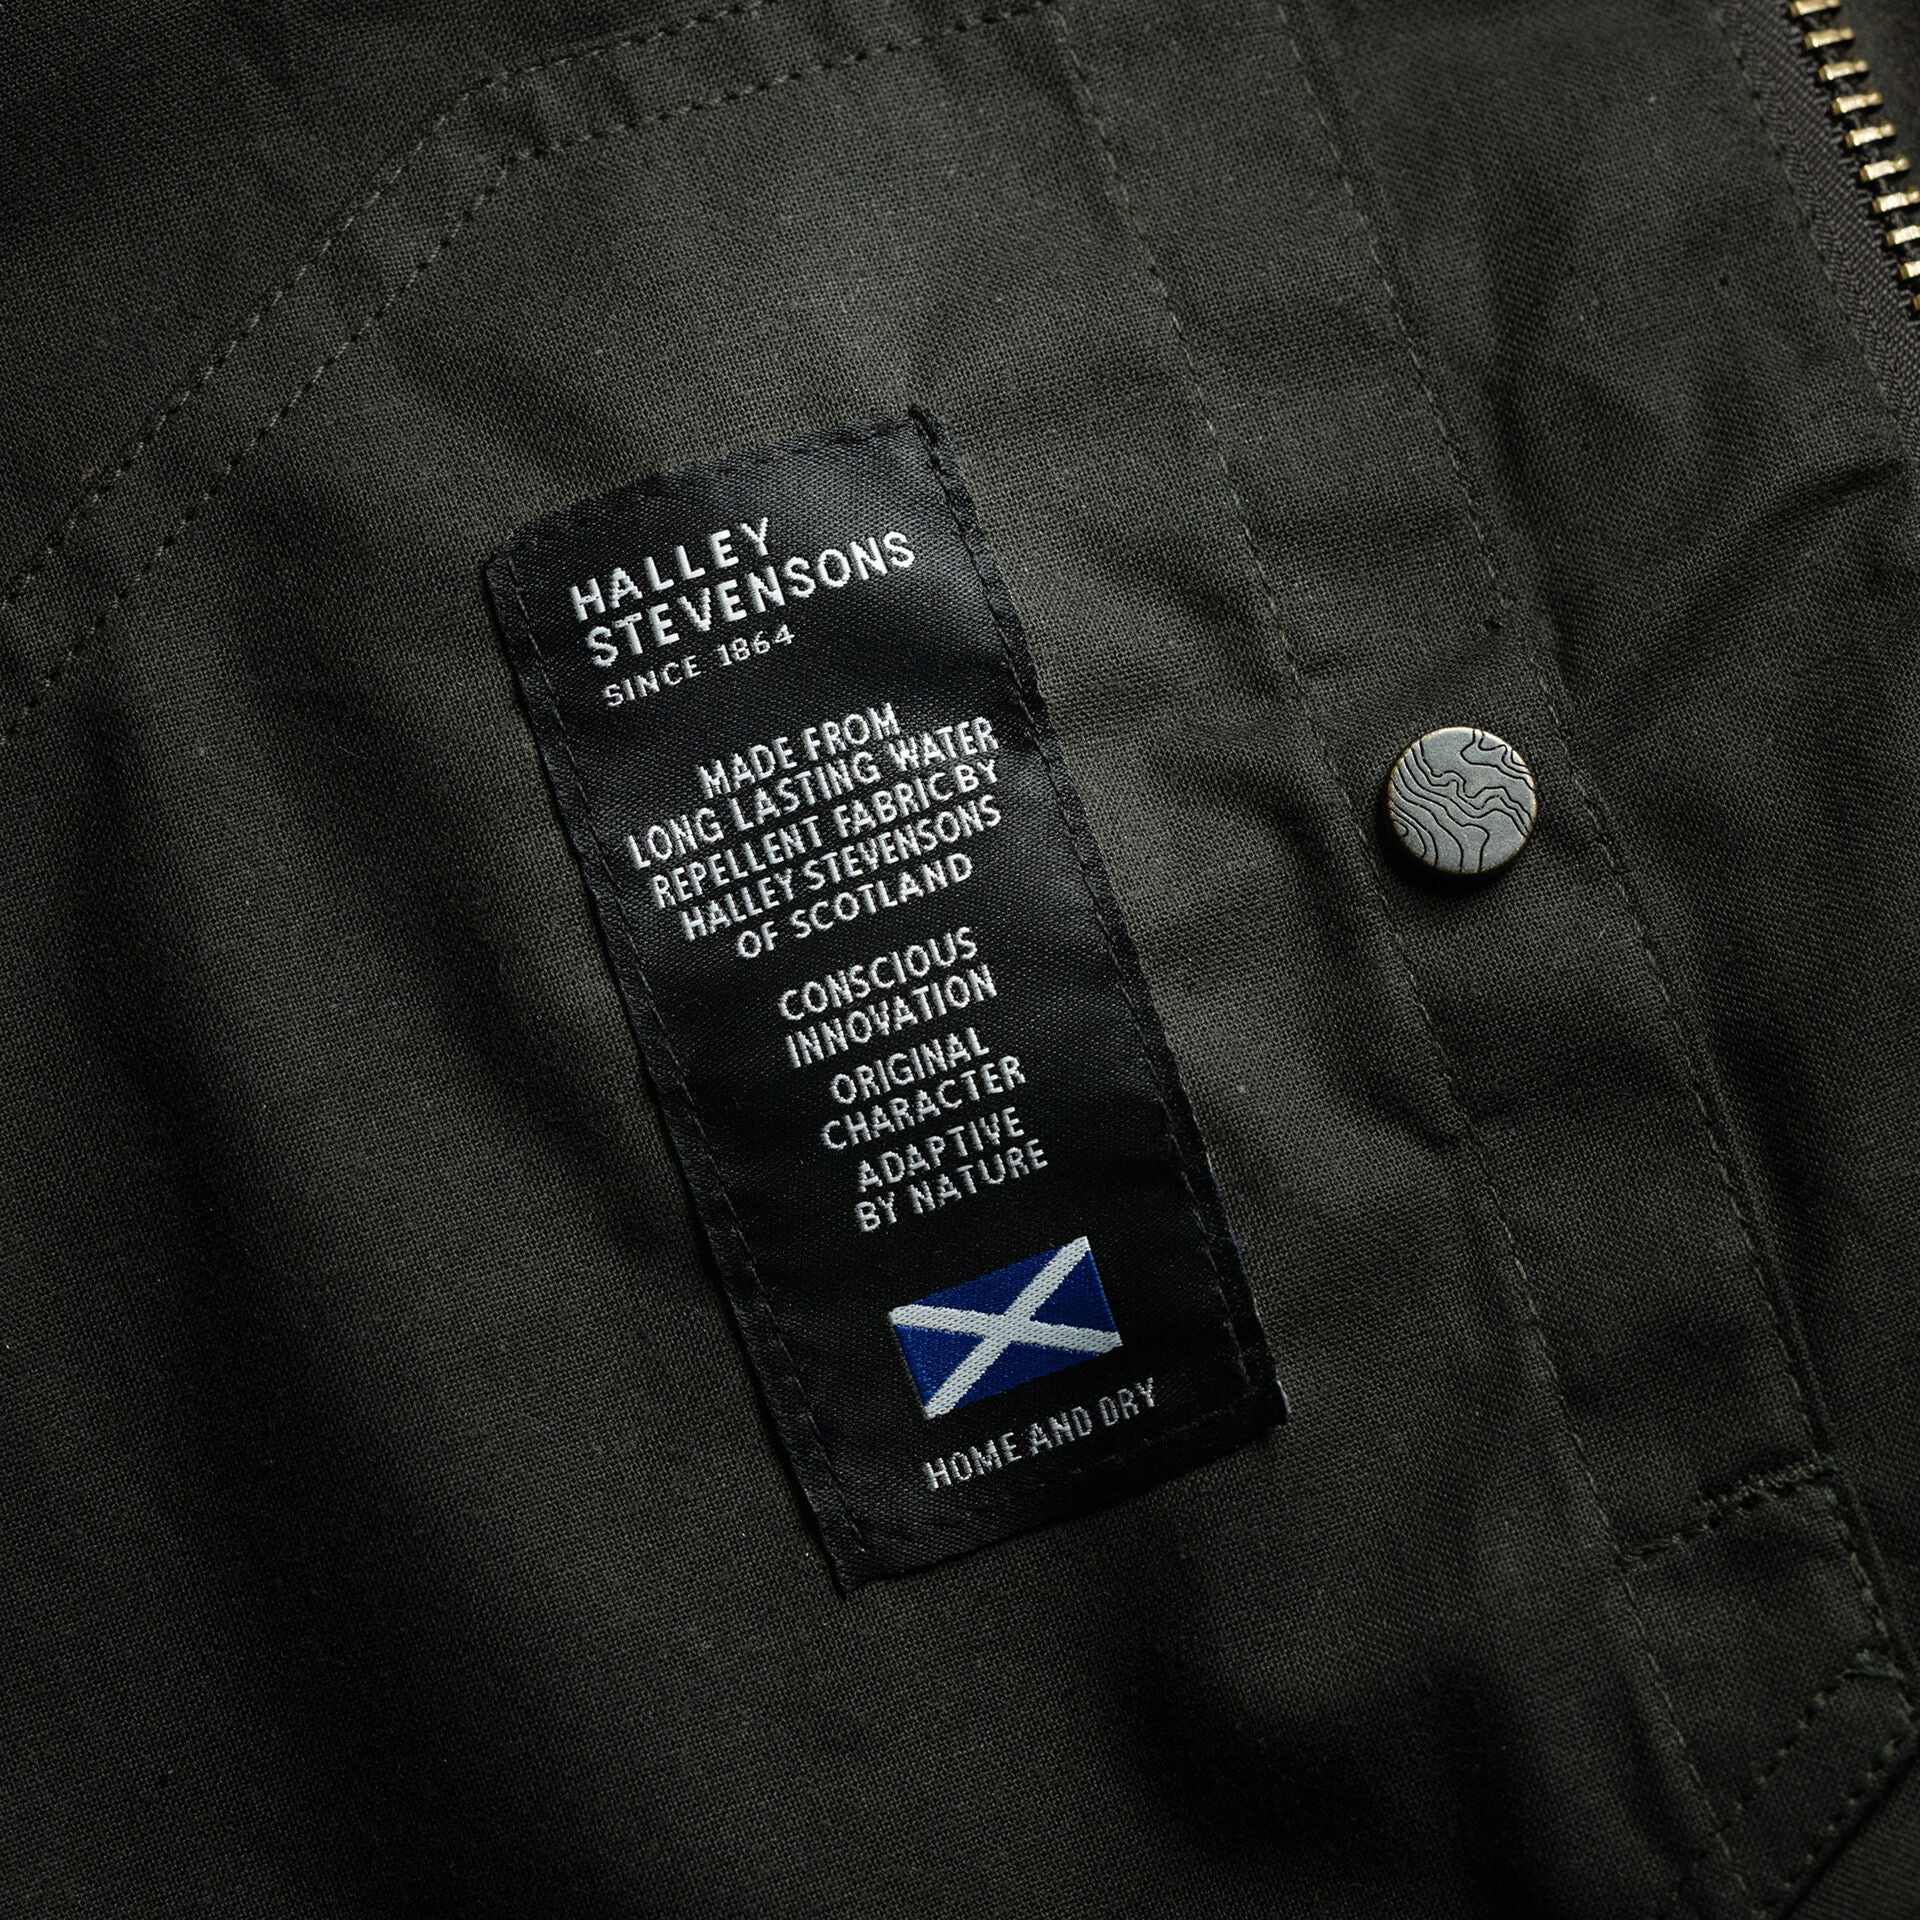 HALLEY
STEVENSONS
SINCE 1864
MADE FROM
LONG LASTING WATER
REPELLENT FABRIC BY
HALLEY STEVENSONS
OF SCOTLAND
CONSCIOUS
INNOVATION
ORIGINAL
CHARACTER
ADAPTIVE
BY NATURE
HOME AND DRY